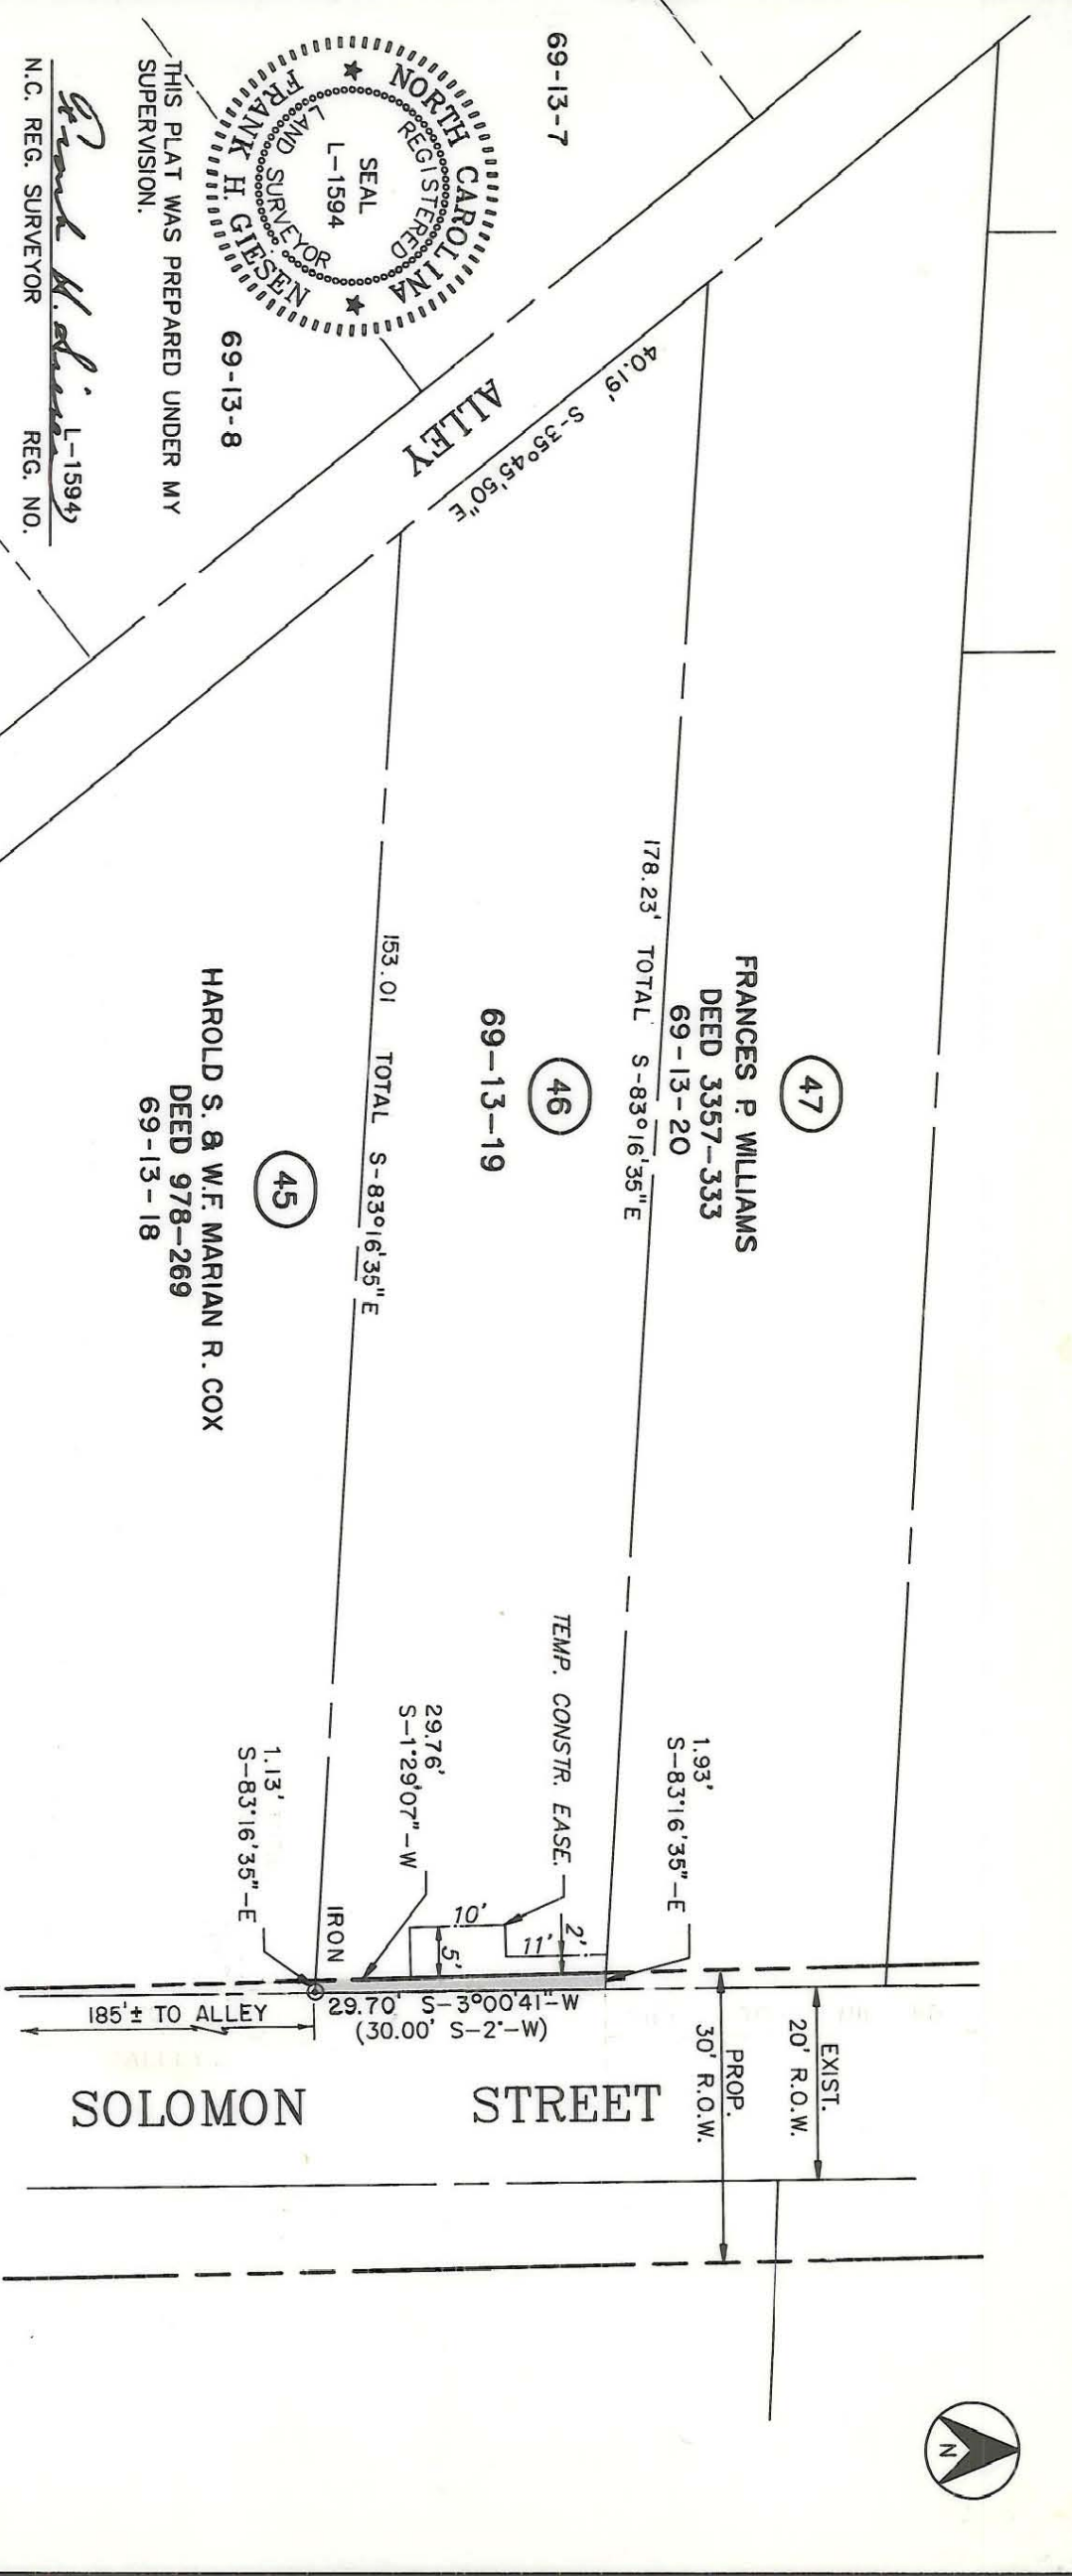 69-13-7
NORTH CAROLINA
REGISTERED
SEAL
L-1594
LAND SURVEYOR
FRANK H. GIESEN
69-13-8
THIS PLAT WAS PREPARED UNDER MY
SUPERVISION.
Frank H. Giesen L-1594
N.C. REG. SURVEYOR REG. NO.
ALLEY
40.19' S-35°45'50"E
47
FRANCES P. WILLIAMS
DEED 3357-333
69-13-20
178.23' TOTAL S-83°16'35"E
46
69-13-19
153.01 TOTAL S-83°16'35"E
45
HAROLD S. & W.F. MARIAN R. COX
DEED 978-269
69-13-18
TEMP. CONSTR. EASE.
1.93'
S-83°16'35"-E
29.76'
S-1°29'07"-W
1.13'
S-83°16'35"-E
IRON
10'
5'
11'
2'
29.70' S-3°00'41"-W
(30.00' S-2°-W)
185'± TO ALLEY
EXIST.
20' R.O.W.
PROP.
30' R.O.W.
SOLOMON STREET
N